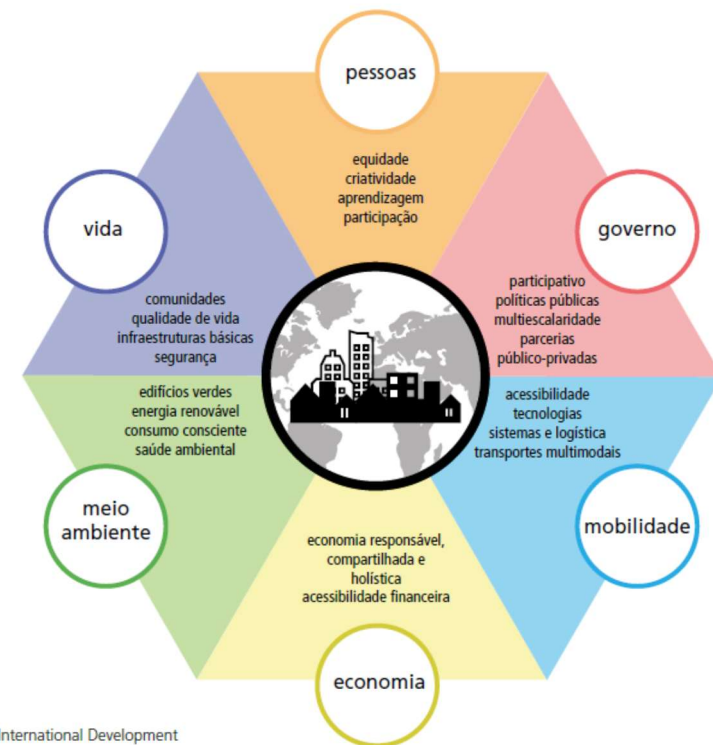 pessoas
equidade
criatividade
aprendizagem
participação
vida
comunidades
qualidade de vida
infraestruturas básicas
segurança
governo
participativo
políticas públicas
multiescalaridade
parcerias
público-privadas
edifícios verdes
energia renovável
consumo consciente
saúde ambiental
meio
ambiente
acessibilidade
tecnologias
sistemas e logística
transportes multimodais
mobilidade
economia responsável,
compartilhada e
holística
acessibilidade financeira
economia
International Development